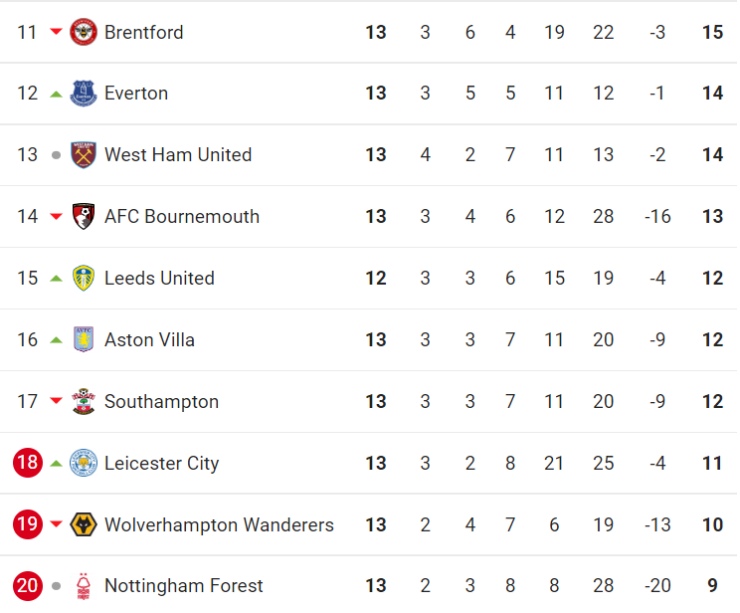 11 Brentford 13 3 6 4 19 22 -3 15
12 Everton 13 3 5 5 11 12 -1 14
13 West Ham United 13 4 2 7 11 13 -2 14
14 AFC Bournemouth 13 3 4 6 12 28 -16 13
15 Leeds United 12 3 3 6 15 19 -4 12
16 Aston Villa 13 3 3 7 11 20 -9 12
17 Southampton 13 3 3 7 11 20 -9 12
18 Leicester City 13 3 2 8 21 25 -4 11
19 Wolverhampton Wanderers 13 2 4 7 6 19 -13 10
20 Nottingham Forest 13 2 3 8 8 28 -20 9